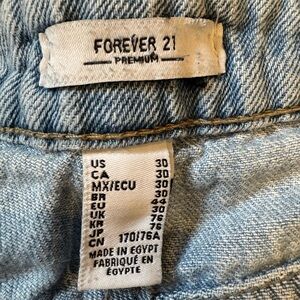 FOREVER 21
PREMIUM
US 30
CA 30
MX/ECU 30
BR 44
EU 30
UK 30
KR 76
JP 76
CN 170/76A
MADE IN EGYPT
FABRIQUÉ EN
ÉGYPTE